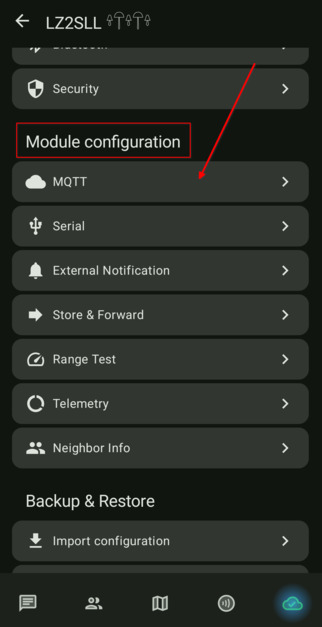 LZ2SLL
Bluetooth
Security
Module configuration
MQTT
Serial
External Notification
Store & Forward
Range Test
Telemetry
Neighbor Info
Backup & Restore
Import configuration